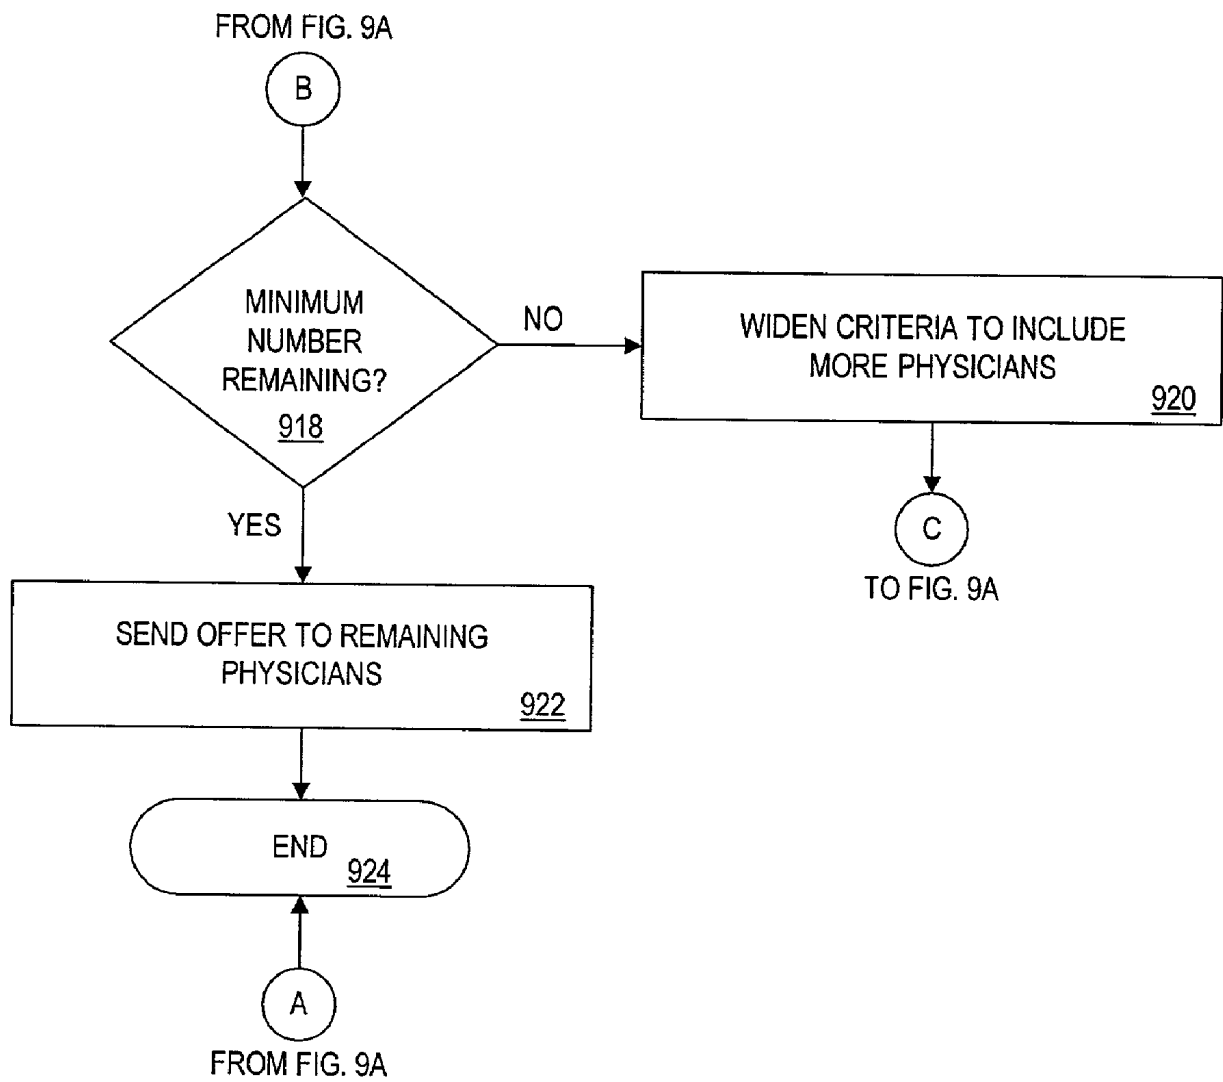 FROM FIG. 9A
B
MINIMUM
NUMBER
REMAINING?
918
NO
WIDEN CRITERIA TO INCLUDE
MORE PHYSICIANS
920
C
TO FIG. 9A
YES
SEND OFFER TO REMAINING
PHYSICIANS
922
END
924
A
FROM FIG. 9A